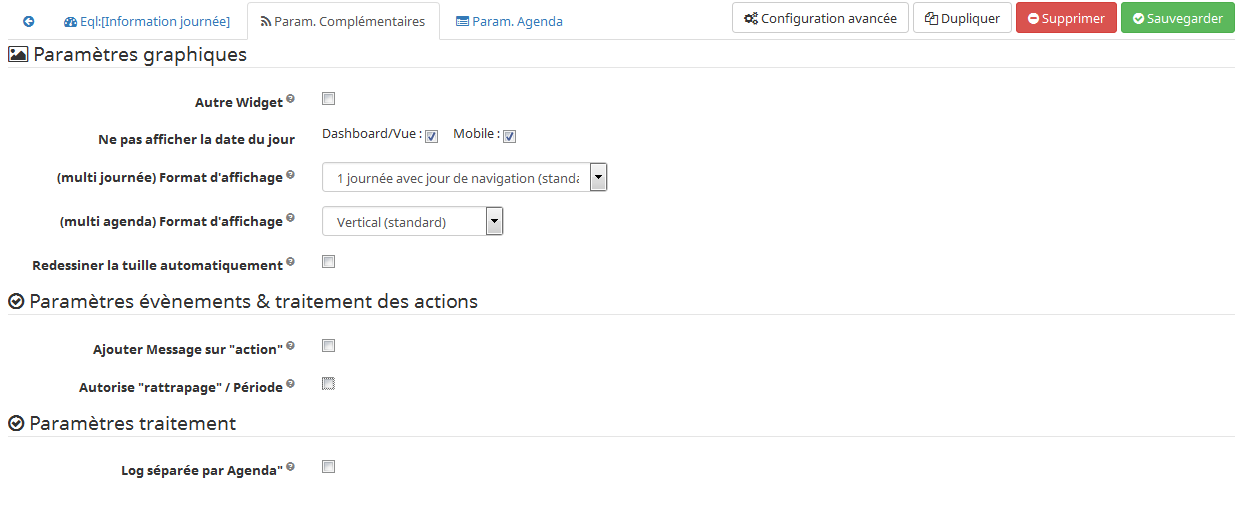 Eql:[Information journée] Param. Complémentaires Param. Agenda Configuration avancée Dupliquer Supprimer Sauvegarder
Paramètres graphiques
Autre Widget ?
Ne pas afficher la date du jour Dashboard/Vue : Mobile :
(multi journée) Format d'affichage ? 1 journée avec jour de navigation (standa
(multi agenda) Format d'affichage ? Vertical (standard)
Redessiner la tuille automatiquement ?
Paramètres évènements & traitement des actions
Ajouter Message sur "action" ?
Autorise "rattrapage" / Période ?
Paramètres traitement
Log séparée par Agenda" ?